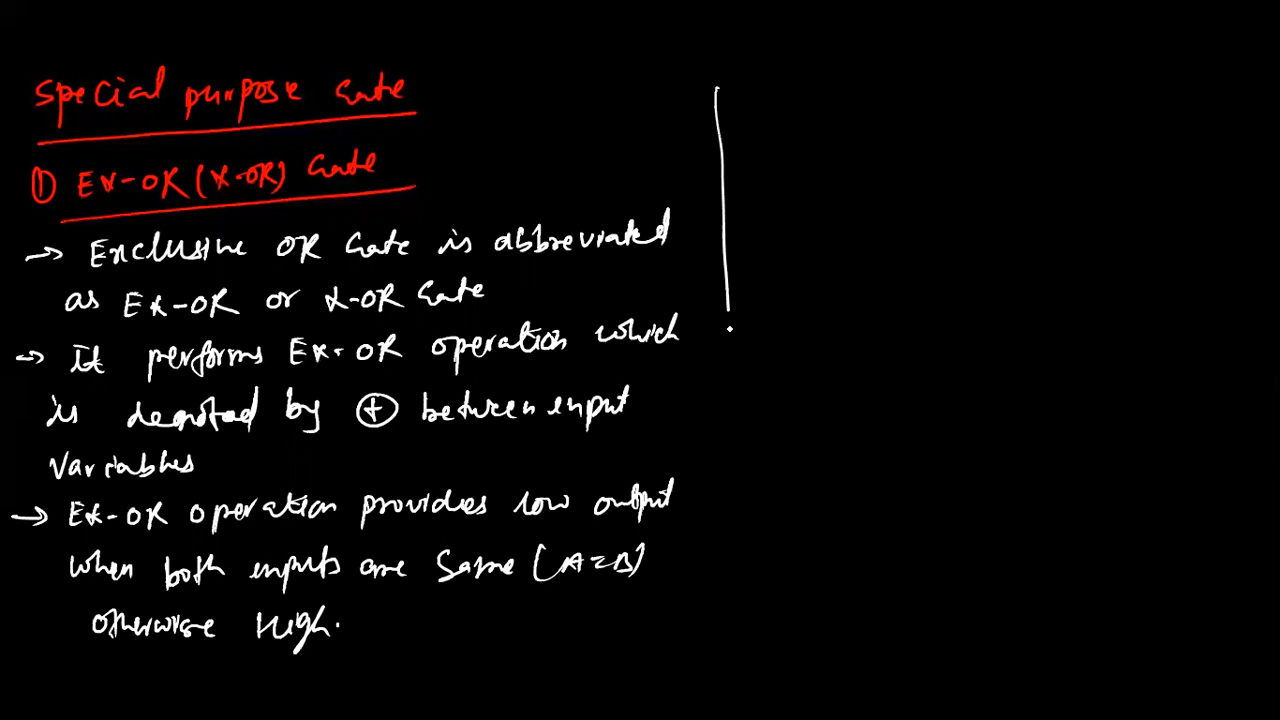 Special purpose Gate
① EX-OR (X-OR) Gate
→ Exclusive OR Gate is abbreviated
as EX-OR or X-OR Gate
→ it performs EX-OR operation which
is denoted by ⊕ between input
variables
→ EX-OR operation provides low output
when both inputs are same (A=B)
otherwise High.